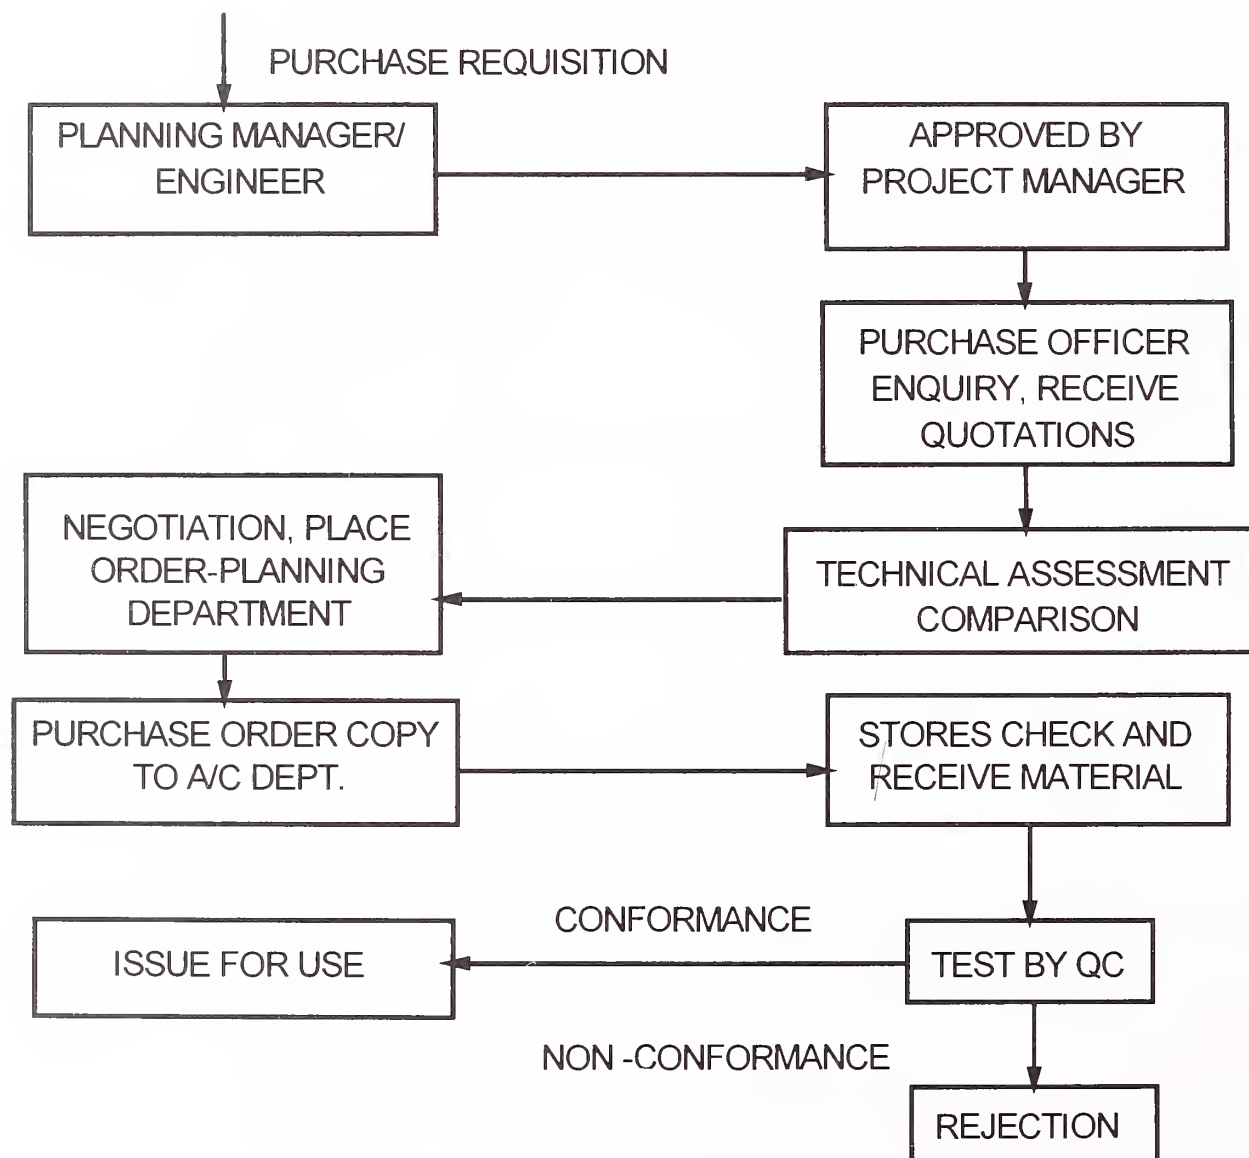 PURCHASE REQUISITION
PLANNING MANAGER/
ENGINEER
APPROVED BY
PROJECT MANAGER
PURCHASE OFFICER
ENQUIRY, RECEIVE
QUOTATIONS
TECHNICAL ASSESSMENT
COMPARISON
NEGOTIATION, PLACE
ORDER-PLANNING
DEPARTMENT
PURCHASE ORDER COPY
TO A/C DEPT.
STORES CHECK AND
RECEIVE MATERIAL
TEST BY QC
CONFORMANCE
ISSUE FOR USE
NON -CONFORMANCE
REJECTION